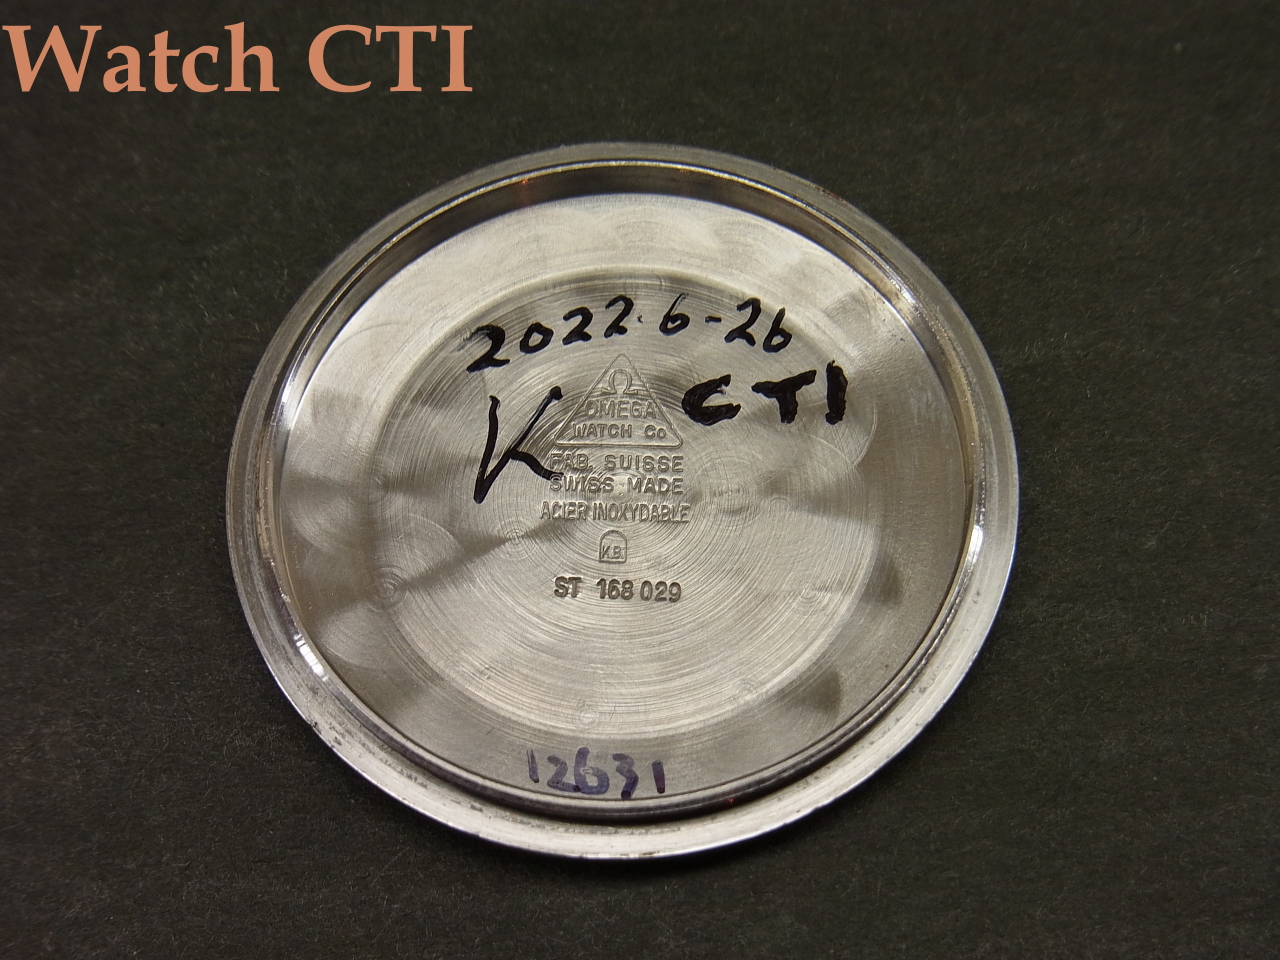 Watch CTI
2022.6-26
K
CTI
Ω
OMEGA
WATCH Co
FAB. SUISSE
SWISS MADE
ACIER INOXYDABLE
K.B.
ST 168 029
12631